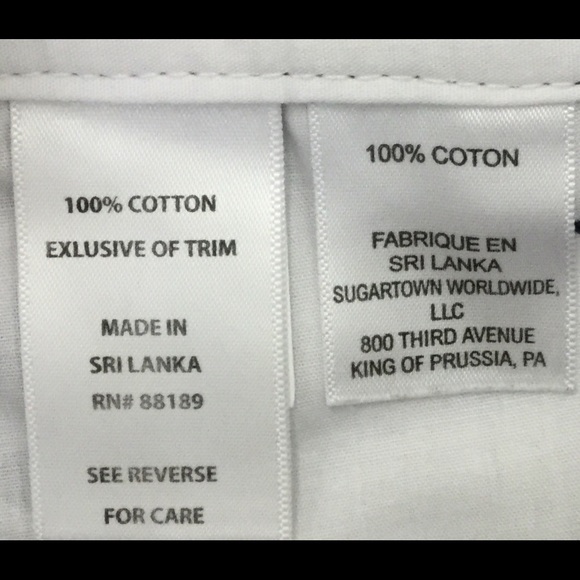 100% COTTON
EXLUSIVE OF TRIM
MADE IN
SRI LANKA
RN# 88189
SEE REVERSE
FOR CARE
100% COTON
FABRIQUE EN
SRI LANKA
SUGARTOWN WORLDWIDE,
LLC
800 THIRD AVENUE
KING OF PRUSSIA, PA